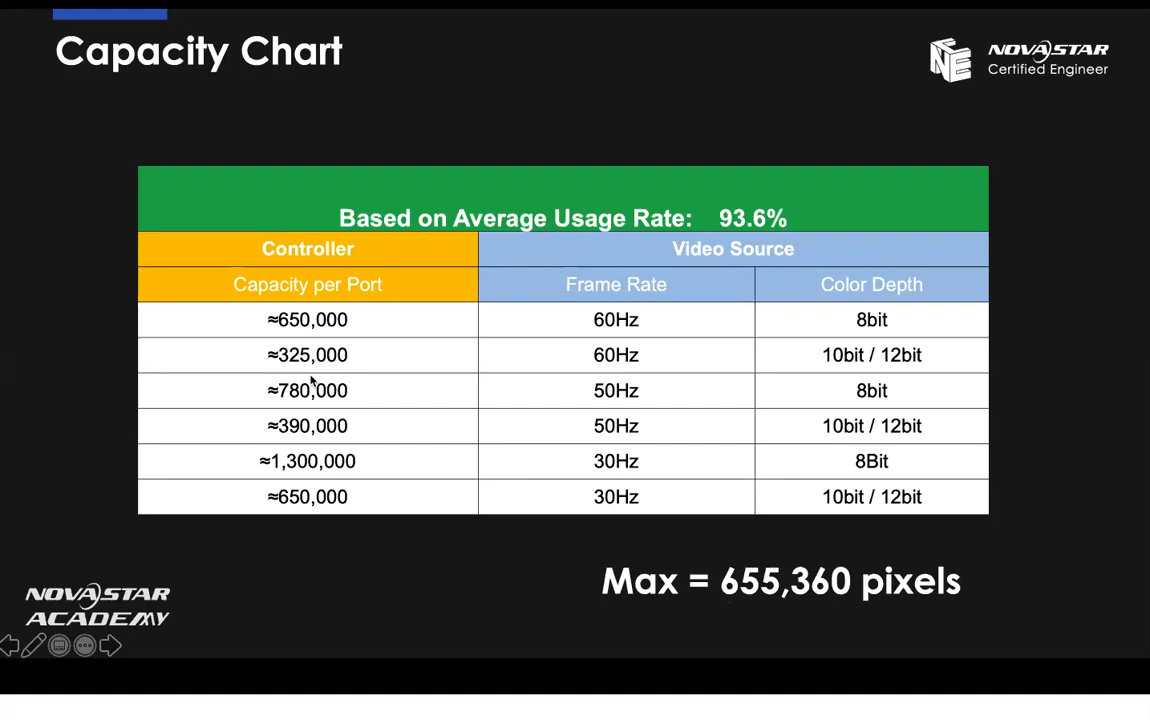 Capacity Chart
NOVASTAR
Certified Engineer
Based on Average Usage Rate: 93.6%
Controller Video Source
Capacity per Port Frame Rate Color Depth
≈650,000 60Hz 8bit
≈325,000 60Hz 10bit / 12bit
≈780,000 50Hz 8bit
≈390,000 50Hz 10bit / 12bit
≈1,300,000 30Hz 8Bit
≈650,000 30Hz 10bit / 12bit
Max = 655,360 pixels
NOVASTAR
ACADEMY